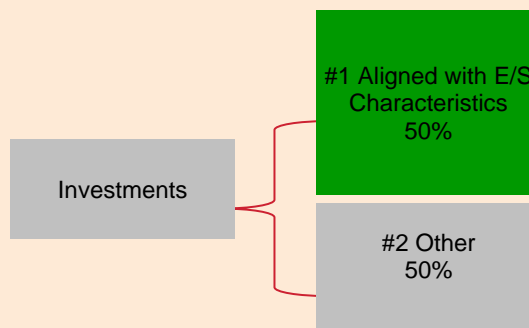 #1 Aligned with E/S
Characteristics
50%
Investments
#2 Other
50%